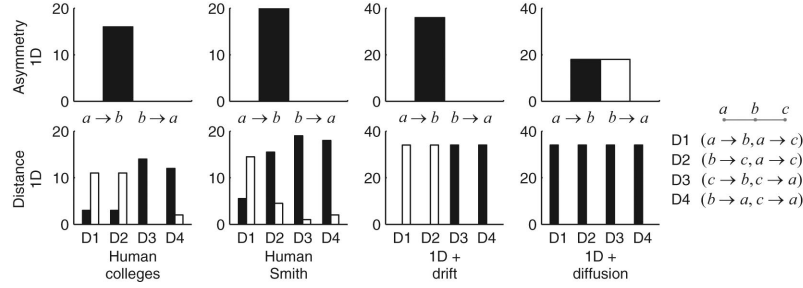 Asymmetry
1D
20
10
0
20
10
0
40
20
0
40
20
0
a → b b → a
a → b b → a
a → b b → a
a → b b → a
Distance
1D
20
10
0
20
10
0
40
20
0
40
20
0
D1 D2 D3 D4
D1 D2 D3 D4
D1 D2 D3 D4
D1 D2 D3 D4
Human
colleges
Human
Smith
1D +
drift
1D +
diffusion
a b c
D1 (a → b, a → c)
D2 (b → c, a → c)
D3 (c → b, c → a)
D4 (b → a, c → a)